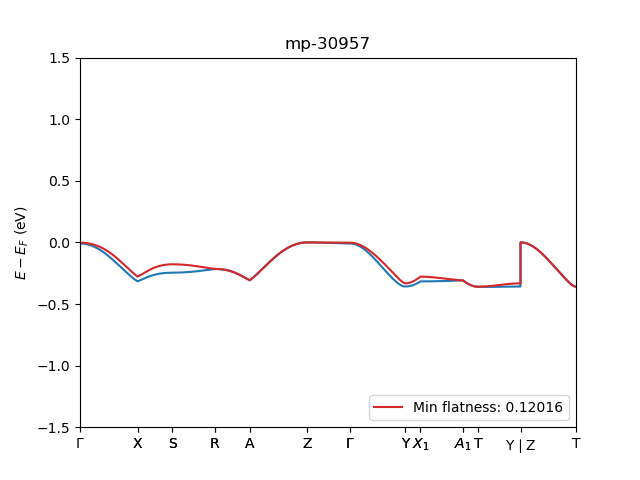 mp-30957
E − E_F (eV)
1.5
1.0
0.5
0.0
−0.5
−1.0
−1.5
Min flatness: 0.12016
Γ X S R A Z Γ Y X₁ A₁ T Y | Z T